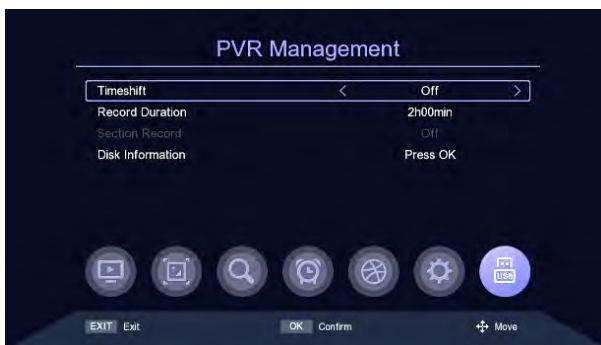 PVR Management
Timeshift < Off >
Record Duration 2h00min
Section Record Off
Disk Information Press OK
USB
EXIT Exit OK Confirm Move